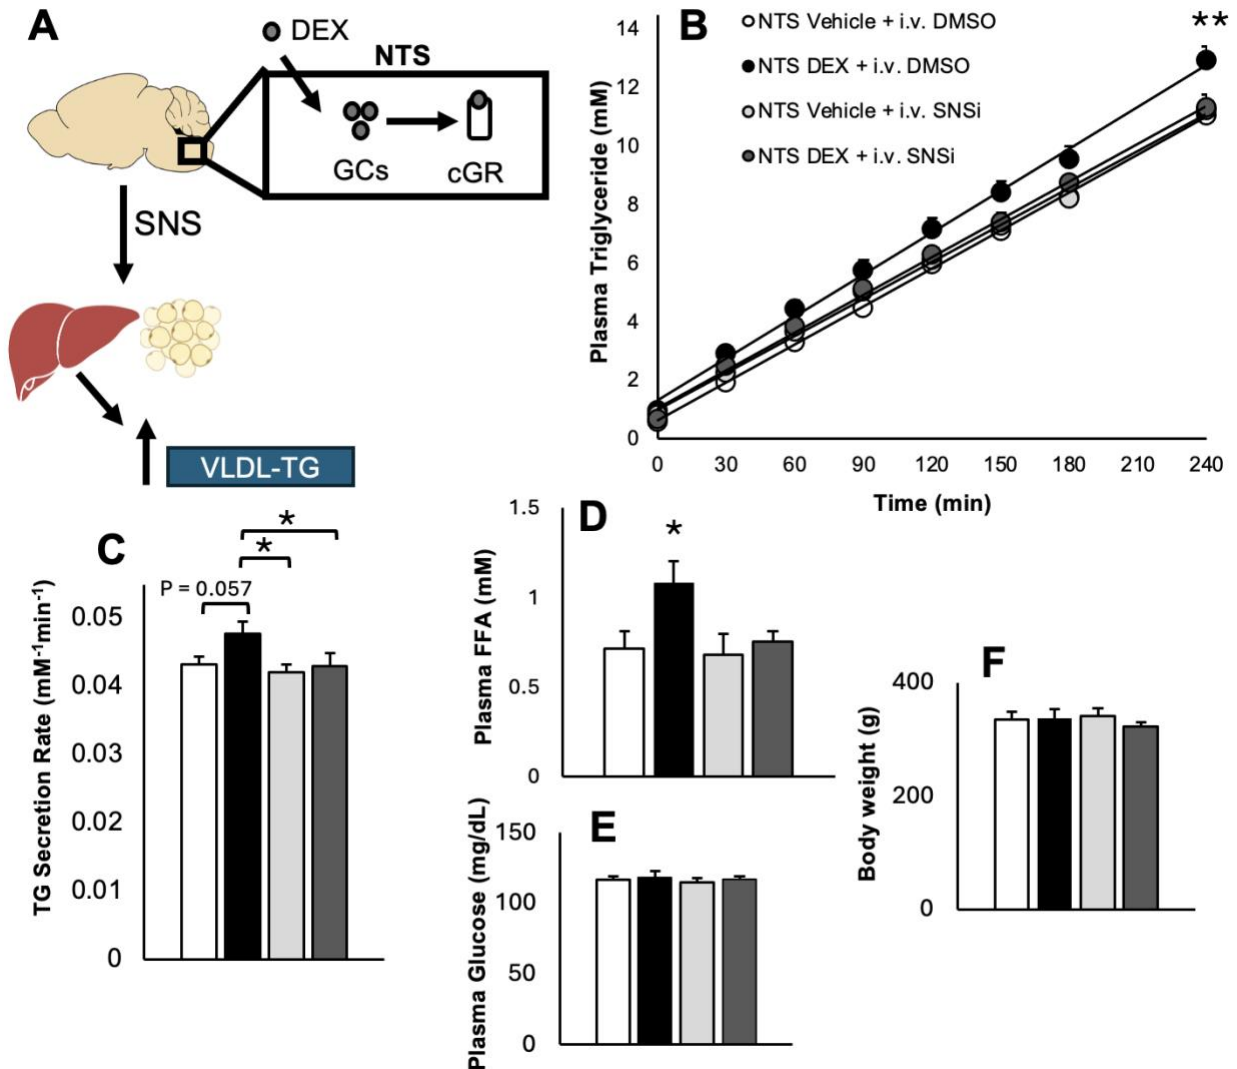 A
DEX
NTS
GCs
cGR
SNS
VLDL-TG
B
NTS Vehicle + i.v. DMSO
NTS DEX + i.v. DMSO
NTS Vehicle + i.v. SNSi
NTS DEX + i.v. SNSi
**
Plasma Triglyceride (mM)
14
12
10
8
6
4
2
0
0 30 60 90 120 150 180 210 240
Time (min)
C
*
*
P = 0.057
TG Secretion Rate (mM⁻¹min⁻¹)
0.05
0.04
0.03
0.02
0.01
0
D
*
Plasma FFA (mM)
1.5
1
0.5
0
E
Plasma Glucose (mg/dL)
150
100
50
0
F
Body weight (g)
400
200
0